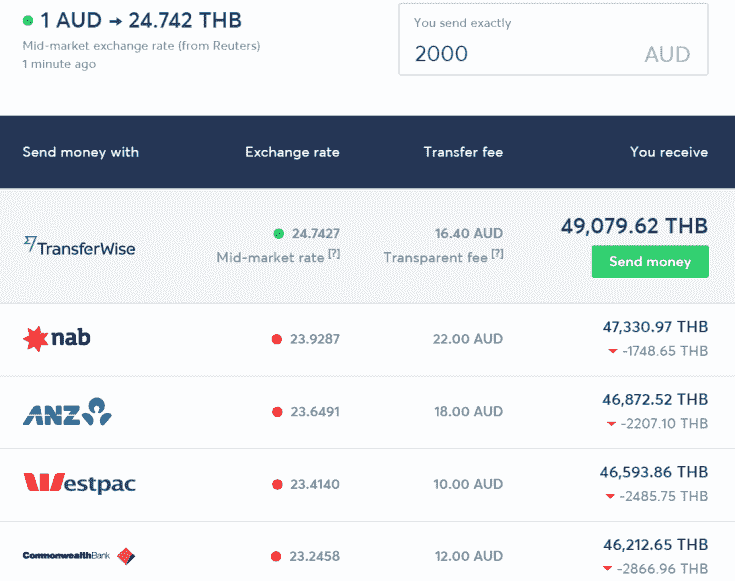 1 AUD → 24.742 THB
Mid-market exchange rate (from Reuters)
1 minute ago
You send exactly
2000 AUD
Send money with Exchange rate Transfer fee You receive
TransferWise 24.7427 16.40 AUD 49,079.62 THB
Mid-market rate [?] Transparent fee [?] Send money
nab 23.9287 22.00 AUD 47,330.97 THB
-1748.65 THB
ANZ 23.6491 18.00 AUD 46,872.52 THB
-2207.10 THB
Westpac 23.4140 10.00 AUD 46,593.86 THB
-2485.75 THB
CommonwealthBank 23.2458 12.00 AUD 46,212.65 THB
-2866.96 THB